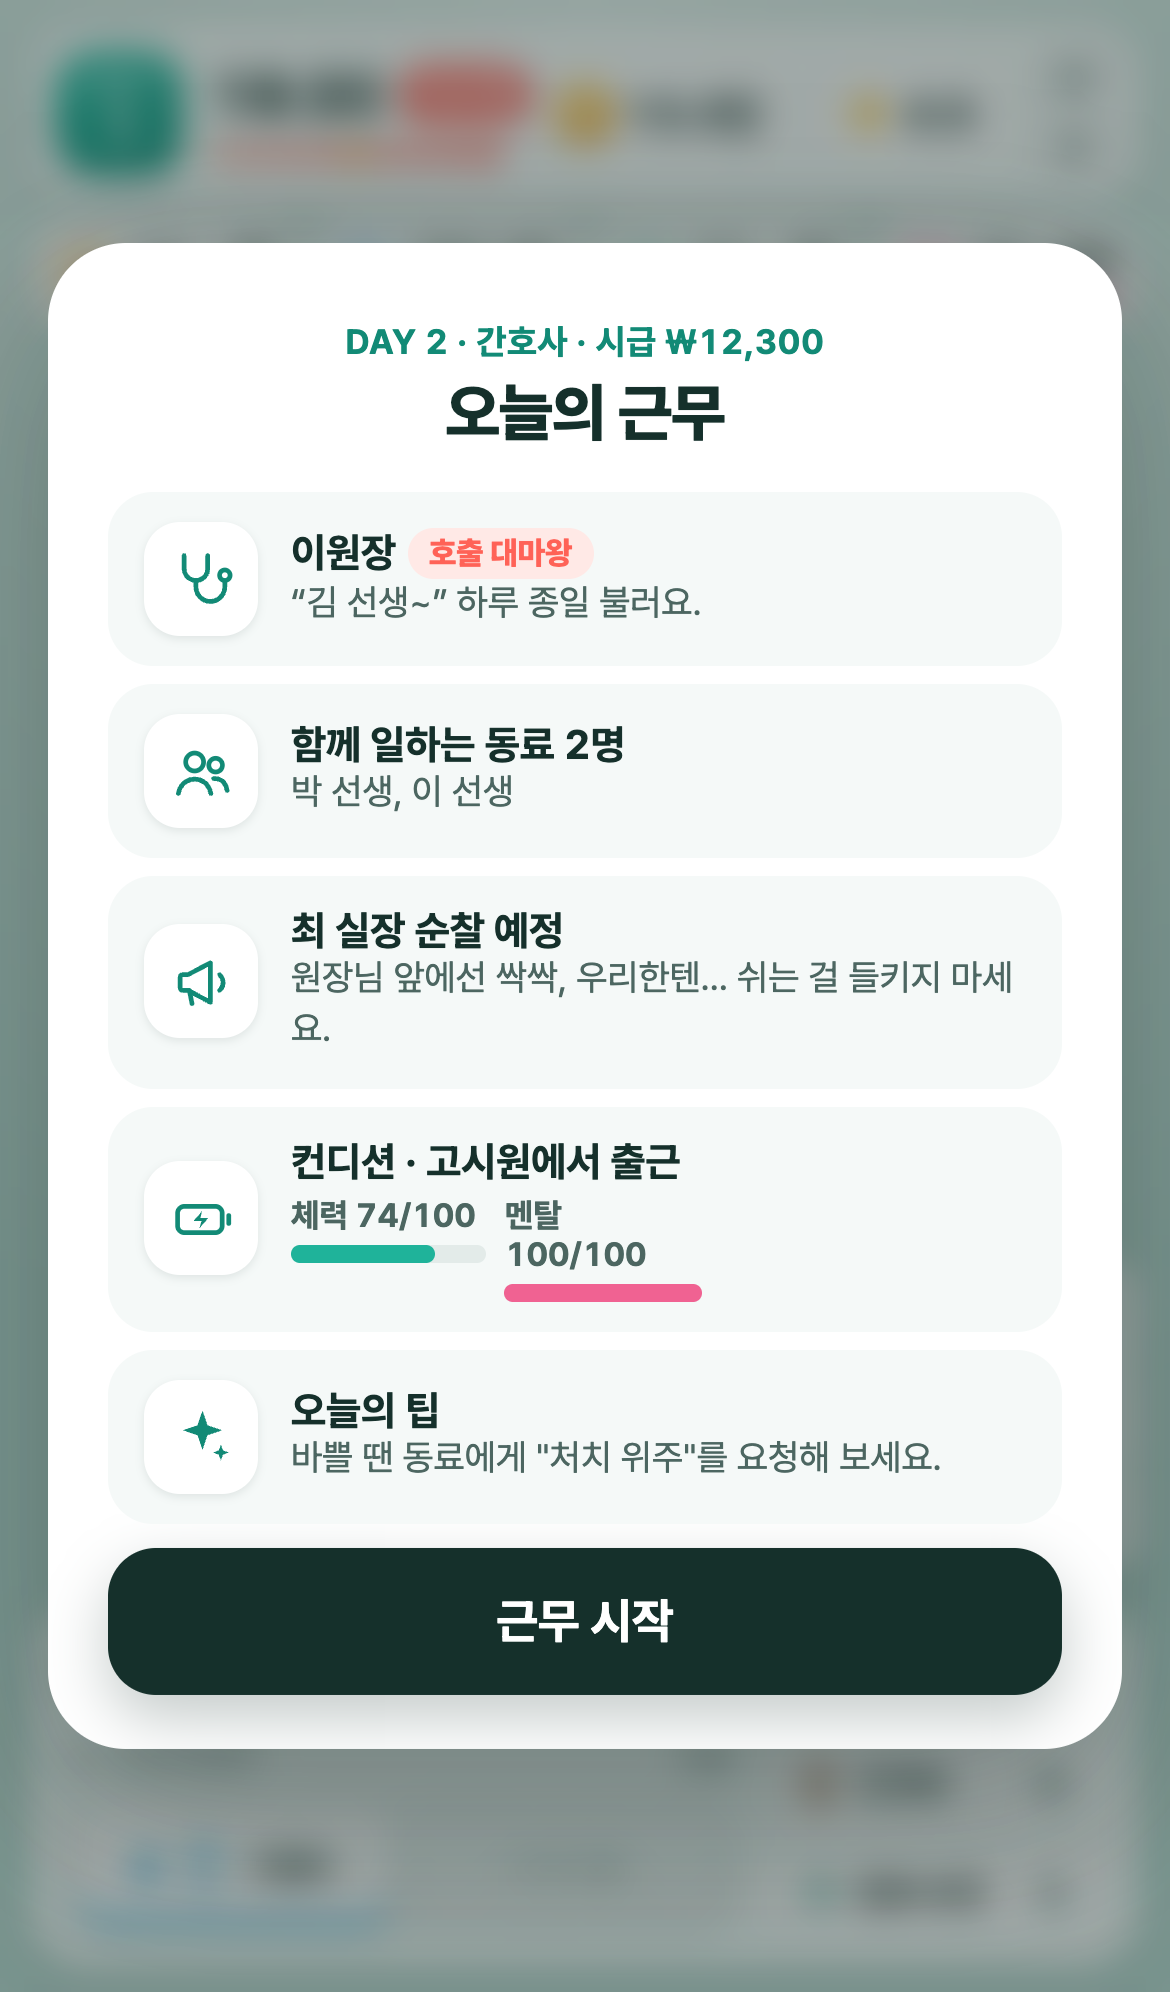 DAY 2 · 간호사 · 시급 ₩12,300
오늘의 근무
이원장 호출 대마왕
“김 선생~” 하루 종일 불러요.
함께 일하는 동료 2명
박 선생, 이 선생
최 실장 순찰 예정
원장님 앞에선 싹싹, 우리한텐... 쉬는 걸 들키지 마세
요.
컨디션 · 고시원에서 출근
체력 74/100 멘탈
100/100
오늘의 팁
바쁠 땐 동료에게 "처치 위주"를 요청해 보세요.
근무 시작